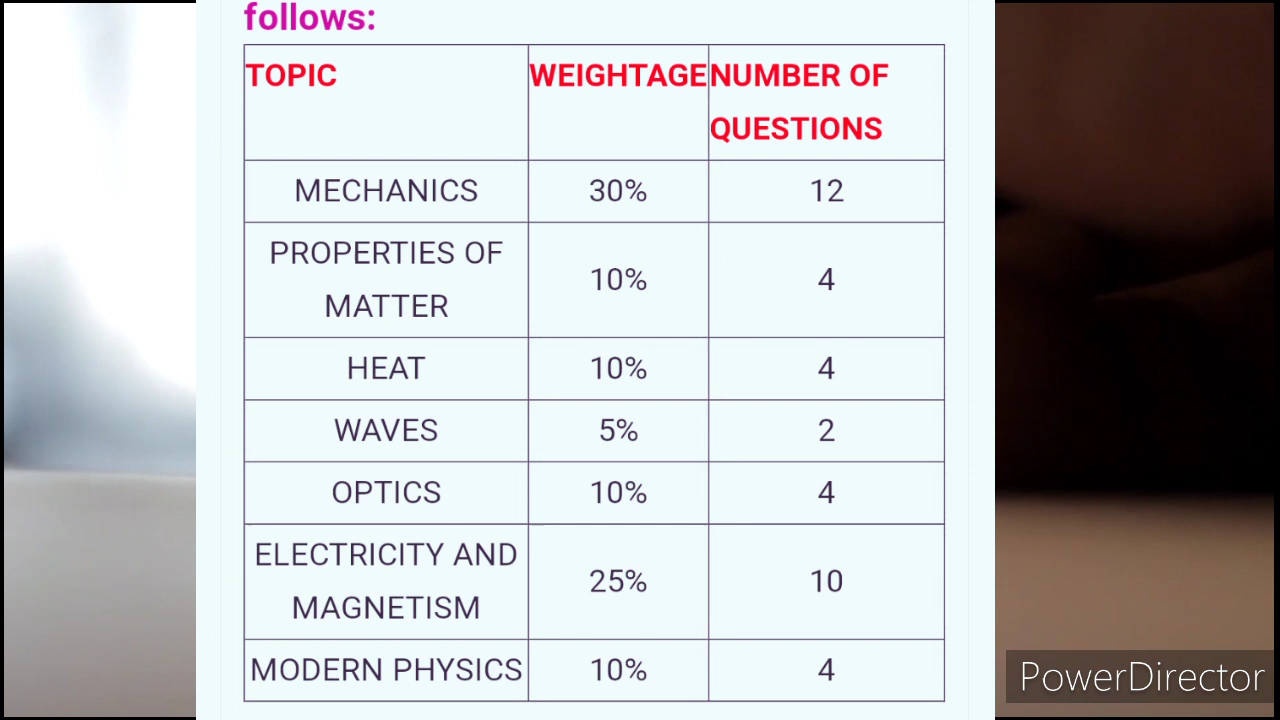 follows:
TOPIC WEIGHTAGE NUMBER OF
QUESTIONS
MECHANICS 30% 12
PROPERTIES OF
MATTER 10% 4
HEAT 10% 4
WAVES 5% 2
OPTICS 10% 4
ELECTRICITY AND
MAGNETISM 25% 10
MODERN PHYSICS 10% 4
PowerDirector